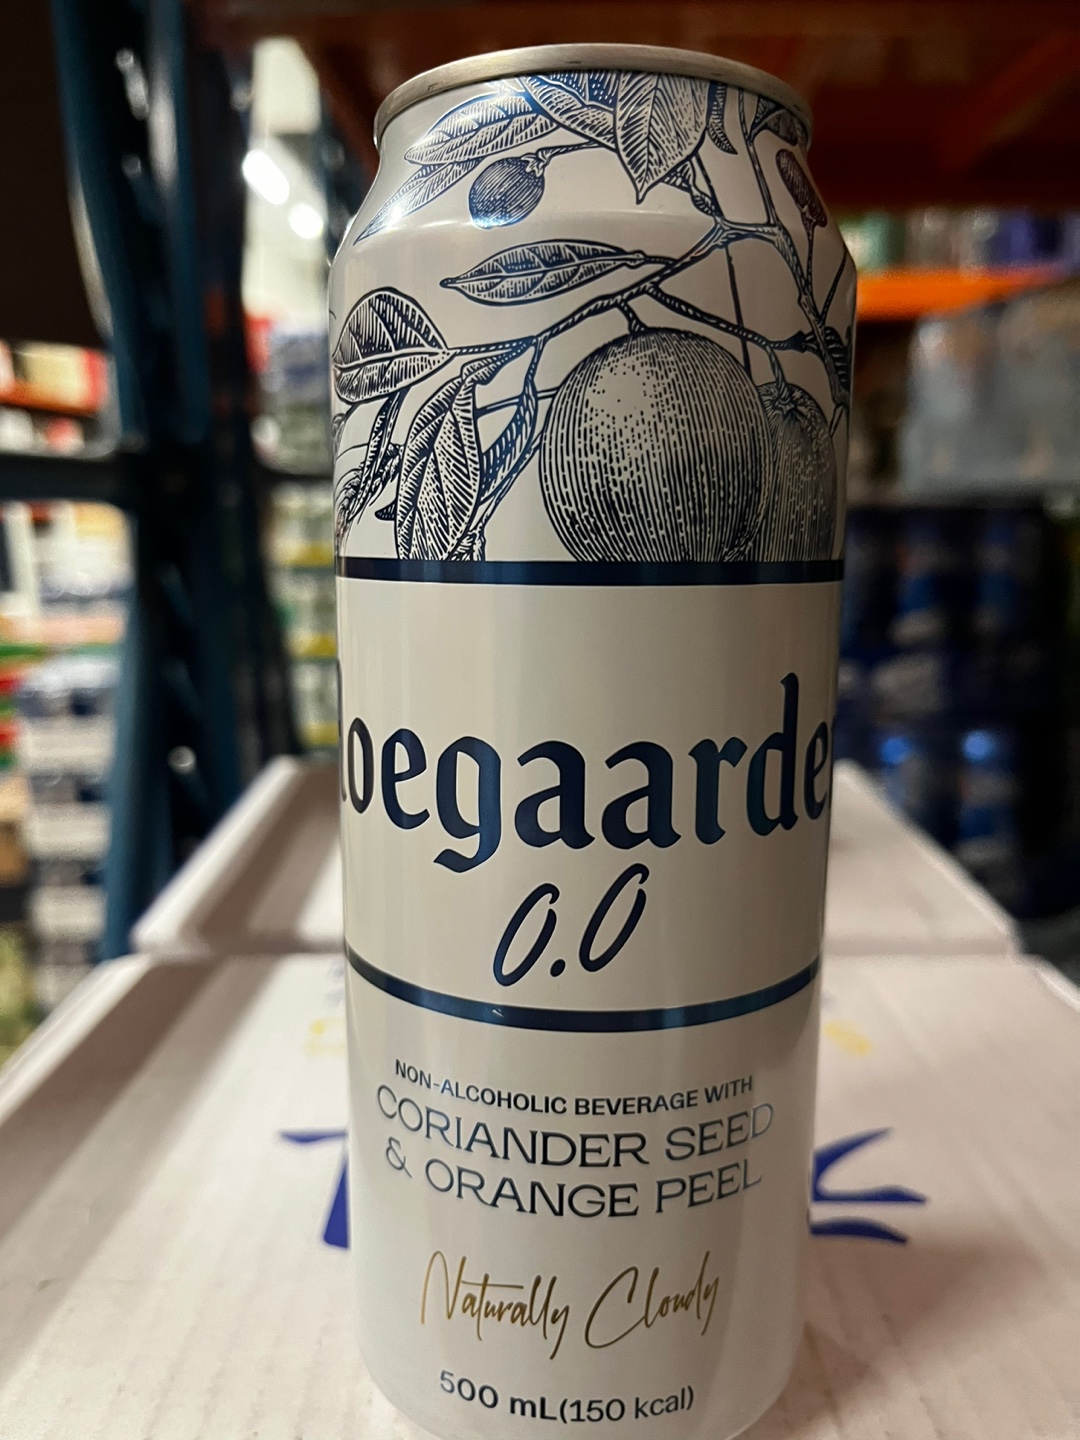 oegaarde
0.0
NON-ALCOHOLIC BEVERAGE WITH
CORIANDER SEED
& ORANGE PEEL
Naturally Cloudy
500 mL(150 kcal)